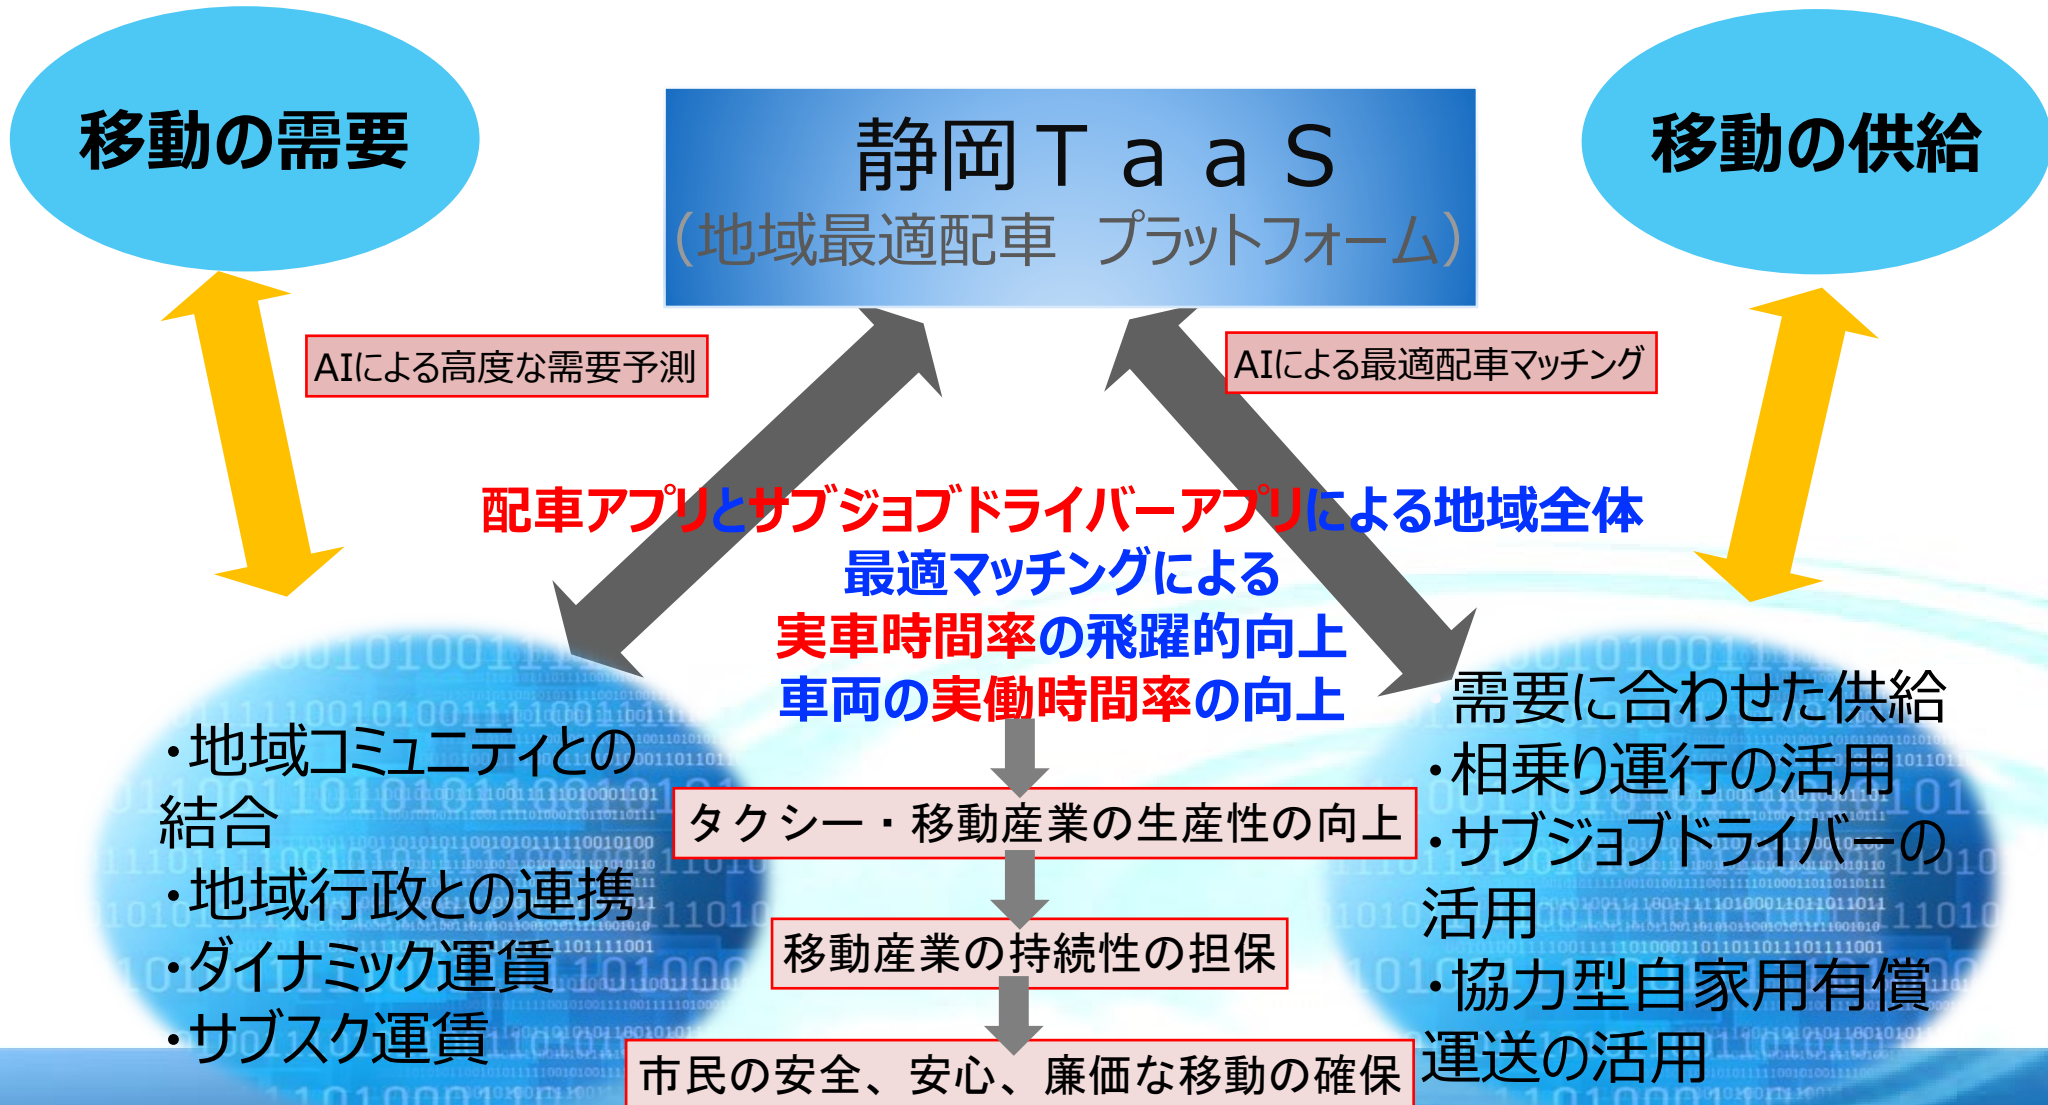 移動の需要
静岡ＴａａＳ
（地域最適配車　プラットフォーム）
移動の供給
AIによる高度な需要予測
AIによる最適配車マッチング
配車アプリとサブジョブドライバーアプリによる地域全体
最適マッチングによる
実車時間率の飛躍的向上
車両の実働時間率の向上
タクシー・移動産業の生産性の向上
移動産業の持続性の担保
市民の安全、安心、廉価な移動の確保
・地域コミュニティとの
結合
・地域行政との連携
・ダイナミック運賃
・サブスク運賃
・需要に合わせた供給
・相乗り運行の活用
・サブジョブドライバーの
活用
・協力型自家用有償
運送の活用